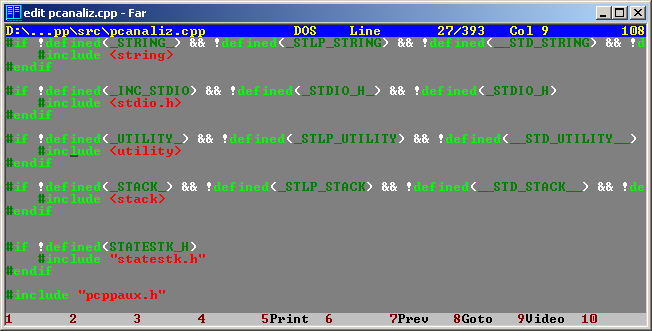 edit pcanaliz.cpp - Far
D:\...pp\src\pcanaliz.cpp DOS Line 27/393 Col 9 108
#if !defined(_STRING_) && !defined(_STLP_STRING) && !defined(__STD_STRING) && !d
#include <string>
#endif
#if !defined(_INC_STDIO) && !defined(_STDIO_H_) && !defined(_STDIO_H)
#include <stdio.h>
#endif
#if !defined(_UTILITY_) && !defined(_STLP_UTILITY) && !defined(__STD_UTILITY__)
#include <utility>
#endif
#if !defined(_STACK_) && !defined(_STLP_STACK) && !defined(__STD_STACK__) && !de
#include <stack>
#endif
#if !defined(STATESTK_H)
#include "statestk.h"
#endif
#include "pcppaux.h"
1 2 3 4 5Print 6 7Prev 8Goto 9Video 10